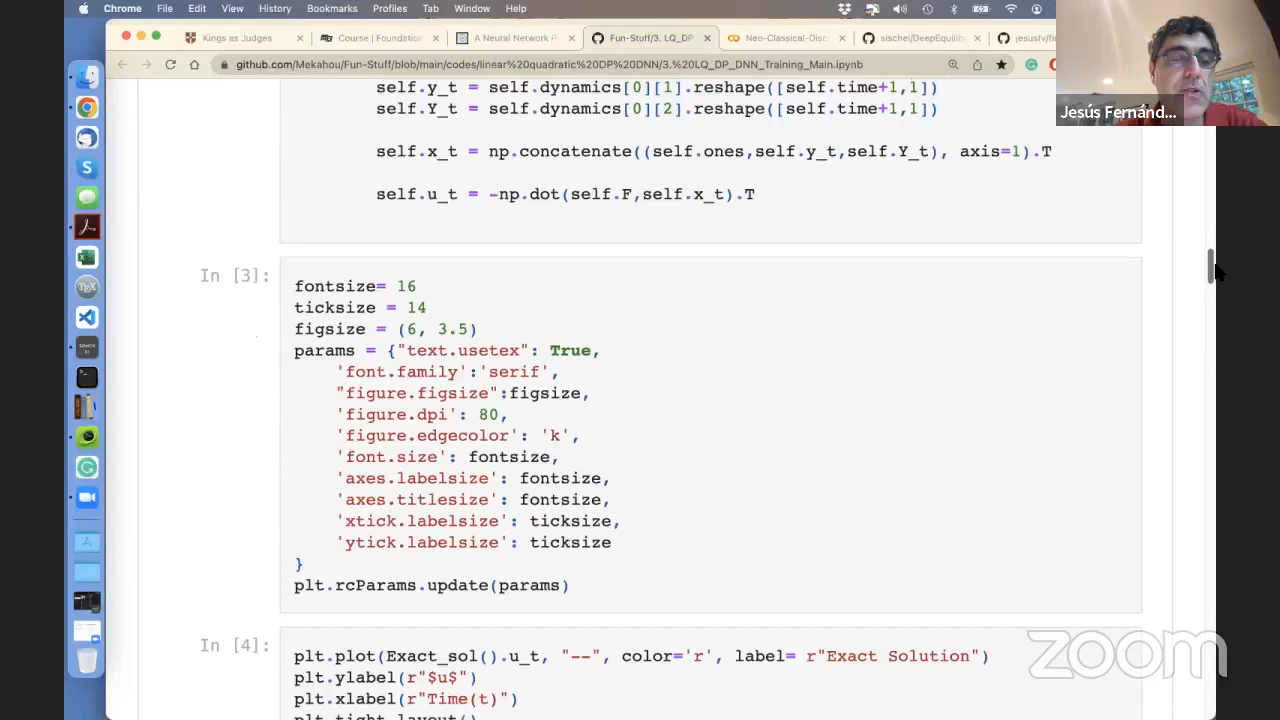 Chrome File Edit View History Bookmarks Profiles Tab Window Help
Kings as Judges × Course | Foundation × A Neural Network P × Fun-Stuff/3. LQ_DP × Neo-Classical-Disc × sischei/DeepEquilib × jesusfv/fin
github.com/Mekahou/Fun-Stuff/blob/main/codes/linear%20quadratic%20DP%20DNN/3.%20LQ_DP_DNN_Training_Main.ipynb
Jesús Fernánd...
self.y_t = self.dynamics[0][1].reshape([self.time+1,1])
self.Y_t = self.dynamics[0][2].reshape([self.time+1,1])
self.x_t = np.concatenate((self.ones,self.y_t,self.Y_t), axis=1).T
self.u_t = -np.dot(self.F,self.x_t).T
In [3]:
fontsize= 16
ticksize = 14
figsize = (6, 3.5)
params = {"text.usetex": True,
'font.family':'serif',
"figure.figsize":figsize,
'figure.dpi': 80,
'figure.edgecolor': 'k',
'font.size': fontsize,
'axes.labelsize': fontsize,
'axes.titlesize': fontsize,
'xtick.labelsize': ticksize,
'ytick.labelsize': ticksize
}
plt.rcParams.update(params)
In [4]:
plt.plot(Exact_sol().u_t, "--", color='r', label= r"Exact Solution")
plt.ylabel(r"$u$")
plt.xlabel(r"Time(t)")
plt.tight_layout()
zoom